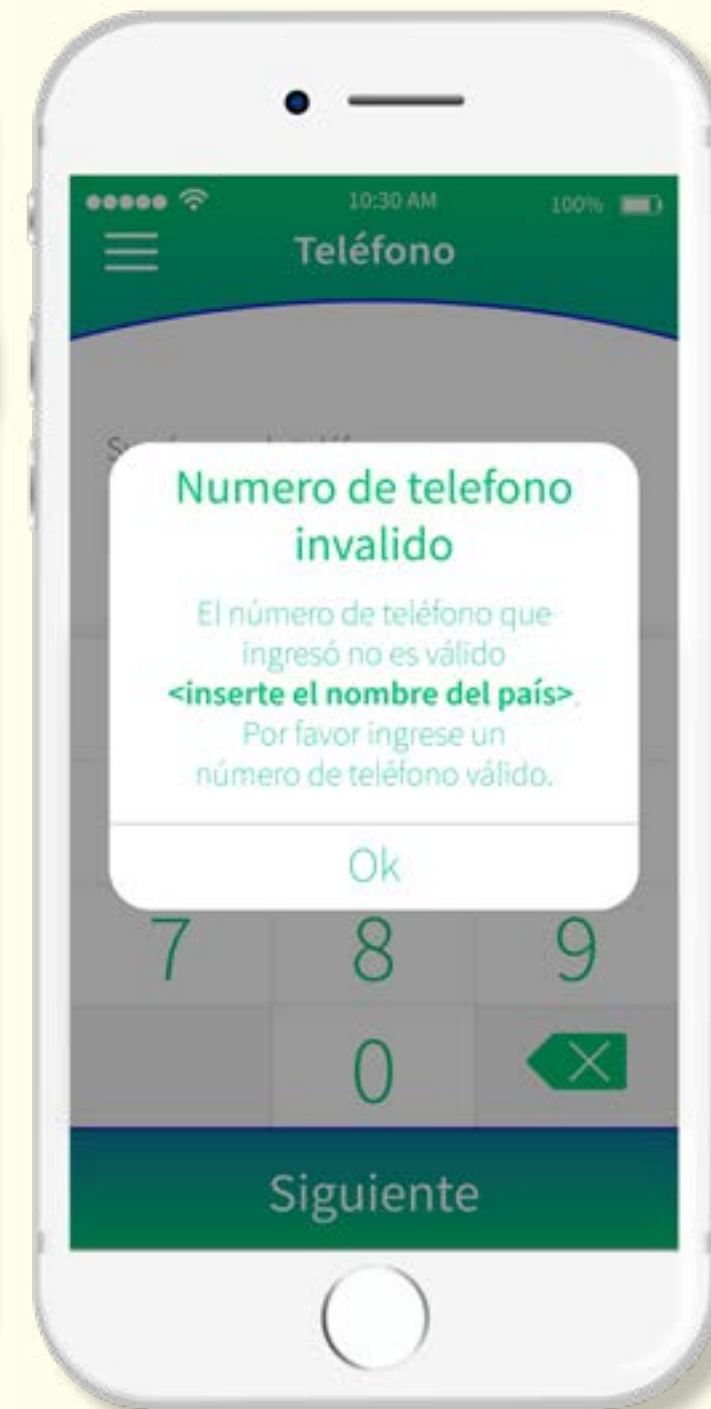 10:30 AM
100%
Teléfono
Numero de telefono
invalido
El número de teléfono que
ingresó no es válido
<inserte el nombre del país>.
Por favor ingrese un
número de teléfono válido.
Ok
7 8 9
0
Siguiente